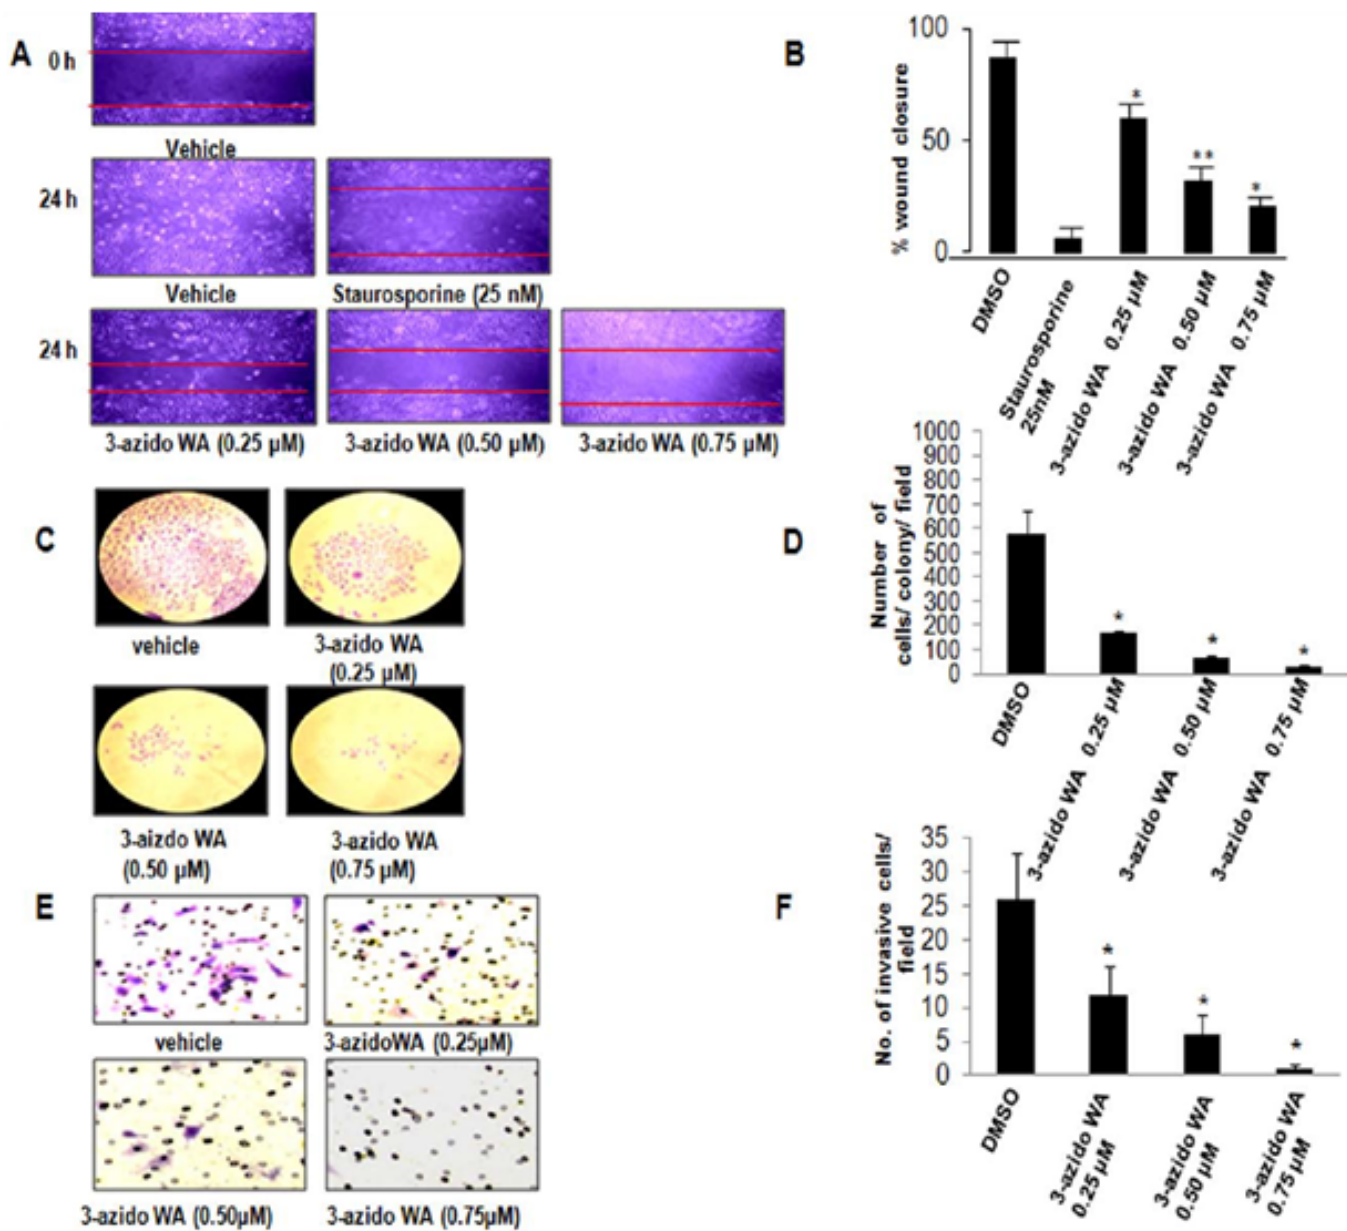 A
0 h
Vehicle
24 h
Vehicle
Staurosporine (25 nM)
24 h
3-azido WA (0.25 µM)
3-azido WA (0.50 µM)
3-azido WA (0.75 µM)
B
% wound closure
100
50
0
DMSO
Staurosporine
25nM
3-azido WA 0.25 µM
3-azido WA 0.50 µM
3-azido WA 0.75 µM
*
**
*
C
vehicle
3-azido WA
(0.25 µM)
3-aizdo WA
(0.50 µM)
3-azido WA
(0.75 µM)
D
Number of
cells/ colony/ field
1000
900
800
700
600
500
400
300
200
100
0
*
*
*
DMSO
3-azido WA 0.25 µM
3-azido WA 0.50 µM
3-azido WA 0.75 µM
E
vehicle
3-azidoWA (0.25µM)
3-azido WA (0.50µM)
3-azido WA (0.75µM)
F
No. of invasive cells/
field
35
30
25
20
15
10
5
0
*
*
*
DMSO
3-azido WA
0.25 µM
3-azido WA
0.50 µM
3-azido WA
0.75 µM